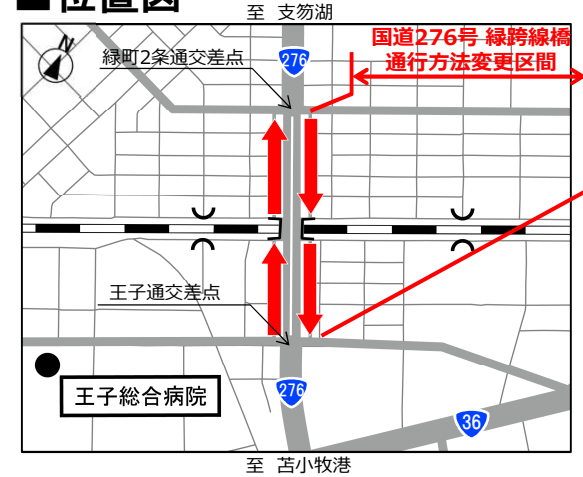 ■位置図
至 支笏湖
国道276号 緑跨線橋
通行方法変更区間
N
緑町2条通交差点
276
王子通交差点
王子総合病院
276
36
至 苫小牧港